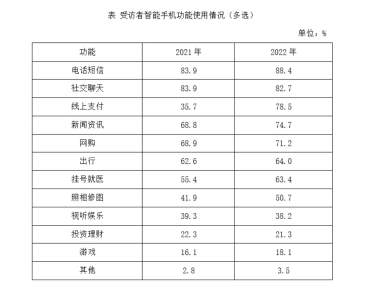 表 受访者智能手机功能使用情况（多选）
单位：%
功能 2021 年 2022 年
电话短信 83.9 88.4
社交聊天 83.9 82.7
线上支付 35.7 78.5
新闻资讯 68.8 74.7
网购 68.9 71.2
出行 62.6 64.0
挂号就医 55.4 63.4
照相修图 41.9 50.7
视听娱乐 39.3 38.2
投资理财 22.3 21.3
游戏 16.1 18.1
其他 2.8 3.5